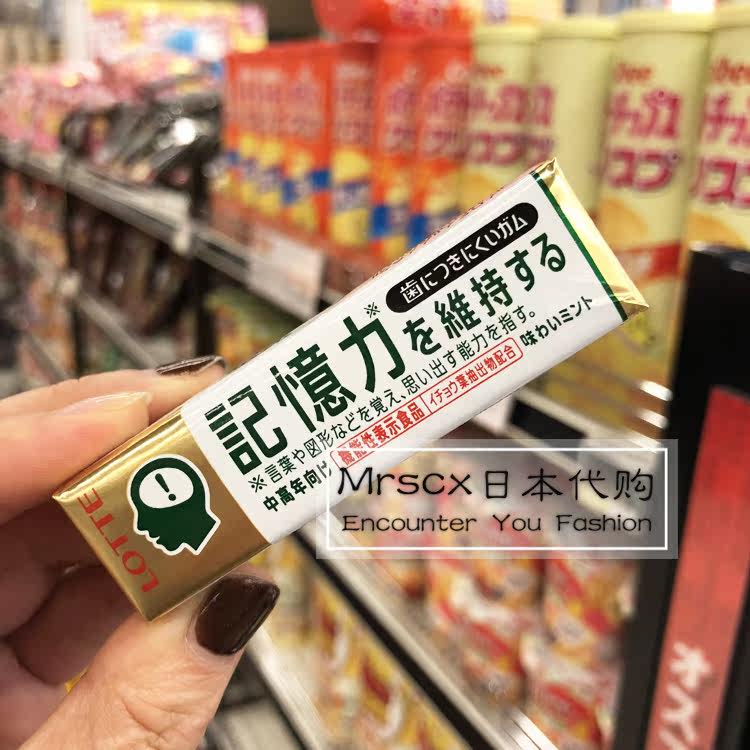 歯につきにくいガム
記憶力※を維持する
※言葉や図形などを覚え、思い出す能力を指す。
中高年向け
機能性表示食品
イチョウ葉抽出物配合
味わいミント
LOTTE
Mrscx日本代购
Encounter You Fashion